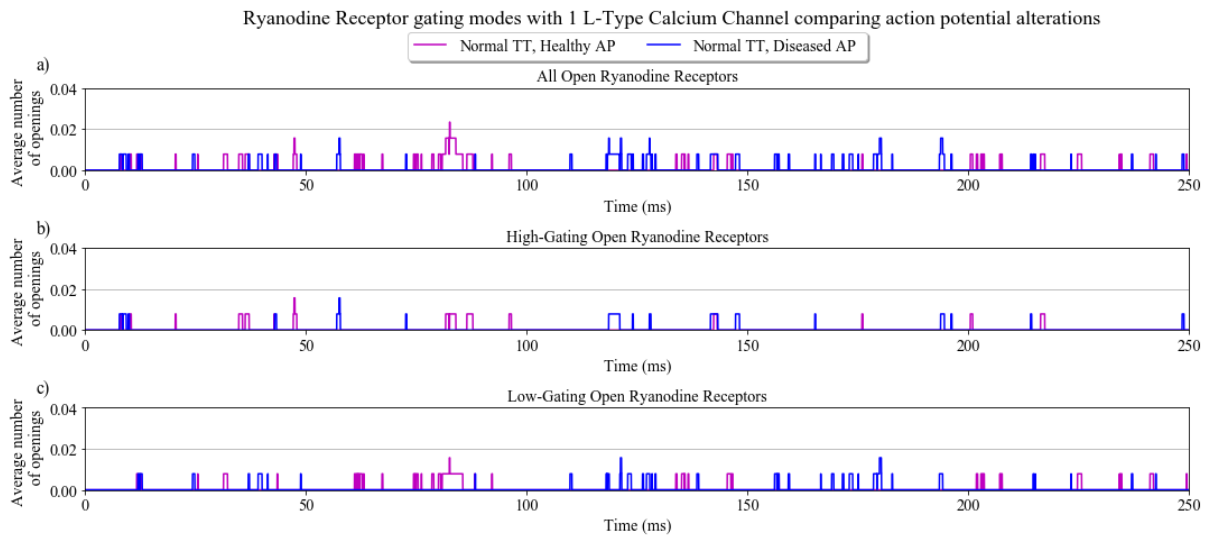 Ryanodine Receptor gating modes with 1 L-Type Calcium Channel comparing action potential alterations
Normal TT, Healthy AP
Normal TT, Diseased AP
a)
All Open Ryanodine Receptors
Average number
of openings
0.04
0.02
0.00
0
50
100
150
200
250
Time (ms)
b)
High-Gating Open Ryanodine Receptors
Average number
of openings
0.04
0.02
0.00
0
50
100
150
200
250
Time (ms)
c)
Low-Gating Open Ryanodine Receptors
Average number
of openings
0.04
0.02
0.00
0
50
100
150
200
250
Time (ms)